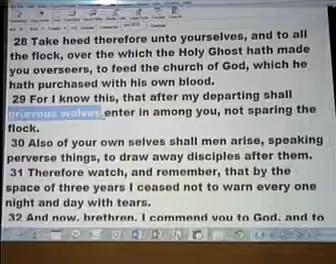 28 Take heed therefore unto yourselves, and to all
the flock, over the which the Holy Ghost hath made
you overseers, to feed the church of God, which he
hath purchased with his own blood.
29 For I know this, that after my departing shall
grievous wolves enter in among you, not sparing the
flock.
30 Also of your own selves shall men arise, speaking
perverse things, to draw away disciples after them.
31 Therefore watch, and remember, that by the
space of three years I ceased not to warn every one
night and day with tears.
32 And now, brethren, I commend you to God, and to